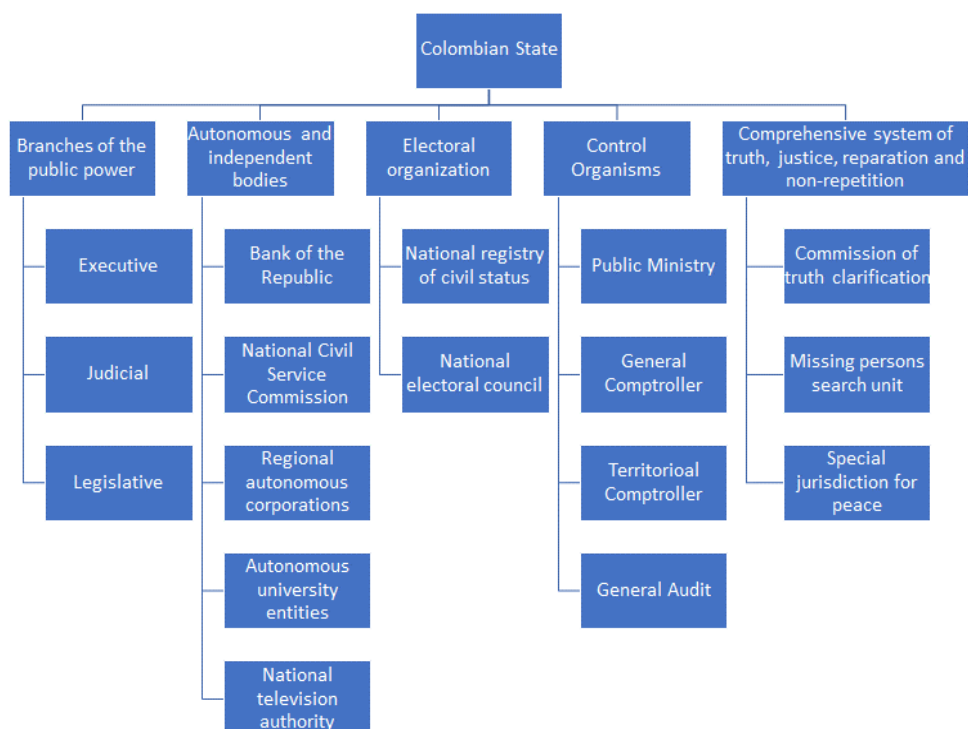 Colombian State
Branches of the
public power
Autonomous and
independent
bodies
Electoral
organization
Control
Organisms
Comprehensive system of
truth, justice, reparation and
non-repetition
Executive
Judicial
Legislative
Bank of the
Republic
National Civil
Service
Commission
Regional
autonomous
corporations
Autonomous
university
entities
National
television
authority
National registry
of civil status
National
electoral council
Public Ministry
General
Comptroller
Territorioal
Comptroller
General Audit
Commission of
truth clarification
Missing persons
search unit
Special
jurisdiction for
peace